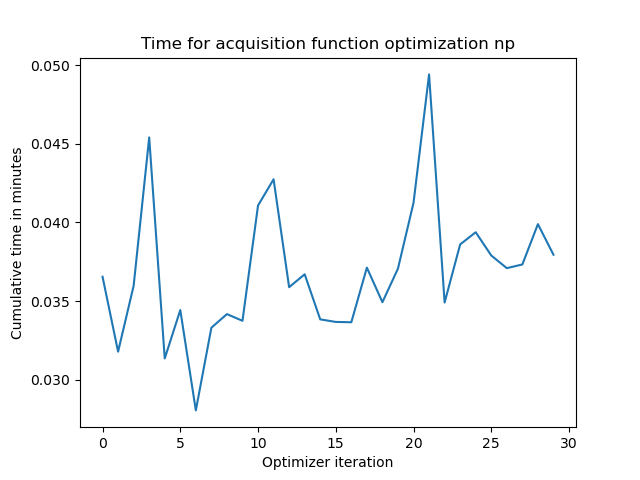 Time for acquisition function optimization np
Cumulative time in minutes
0.050
0.045
0.040
0.035
0.030
0 5 10 15 20 25 30
Optimizer iteration